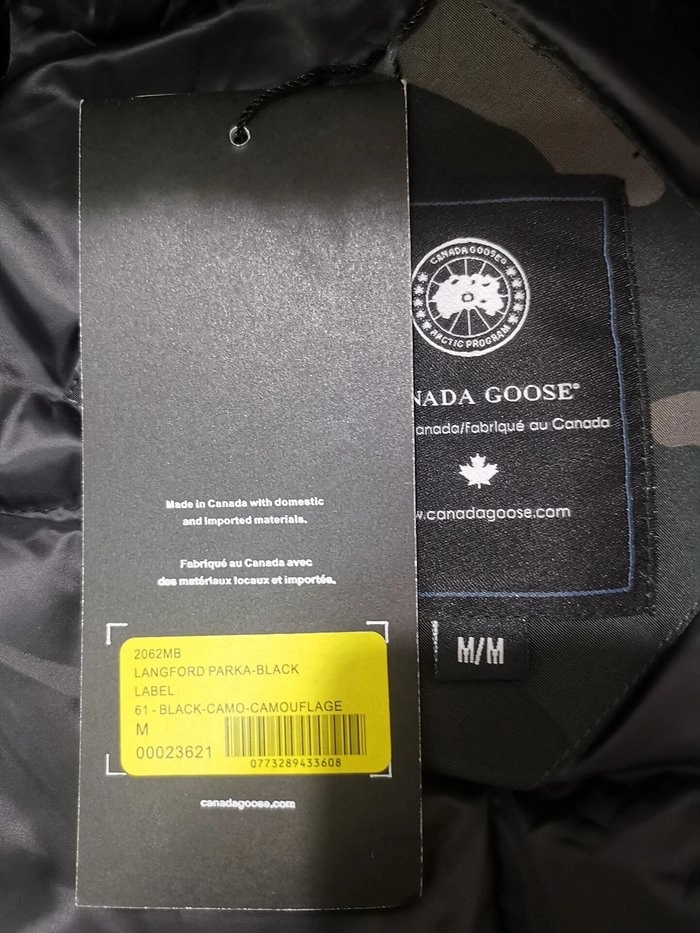 Made in Canada with domestic
and imported materials.
Fabriqué au Canada avec
des matériaux locaux et importés.
2062MB
LANGFORD PARKA-BLACK
LABEL
61 - BLACK-CAMO-CAMOUFLAGE
M
00023621
0773289433608
canadagoose.com
CANADA GOOSE
ARCTIC PROGRAM
NADA GOOSE®
anada/Fabriqué au Canada
.canadagoose.com
M/M